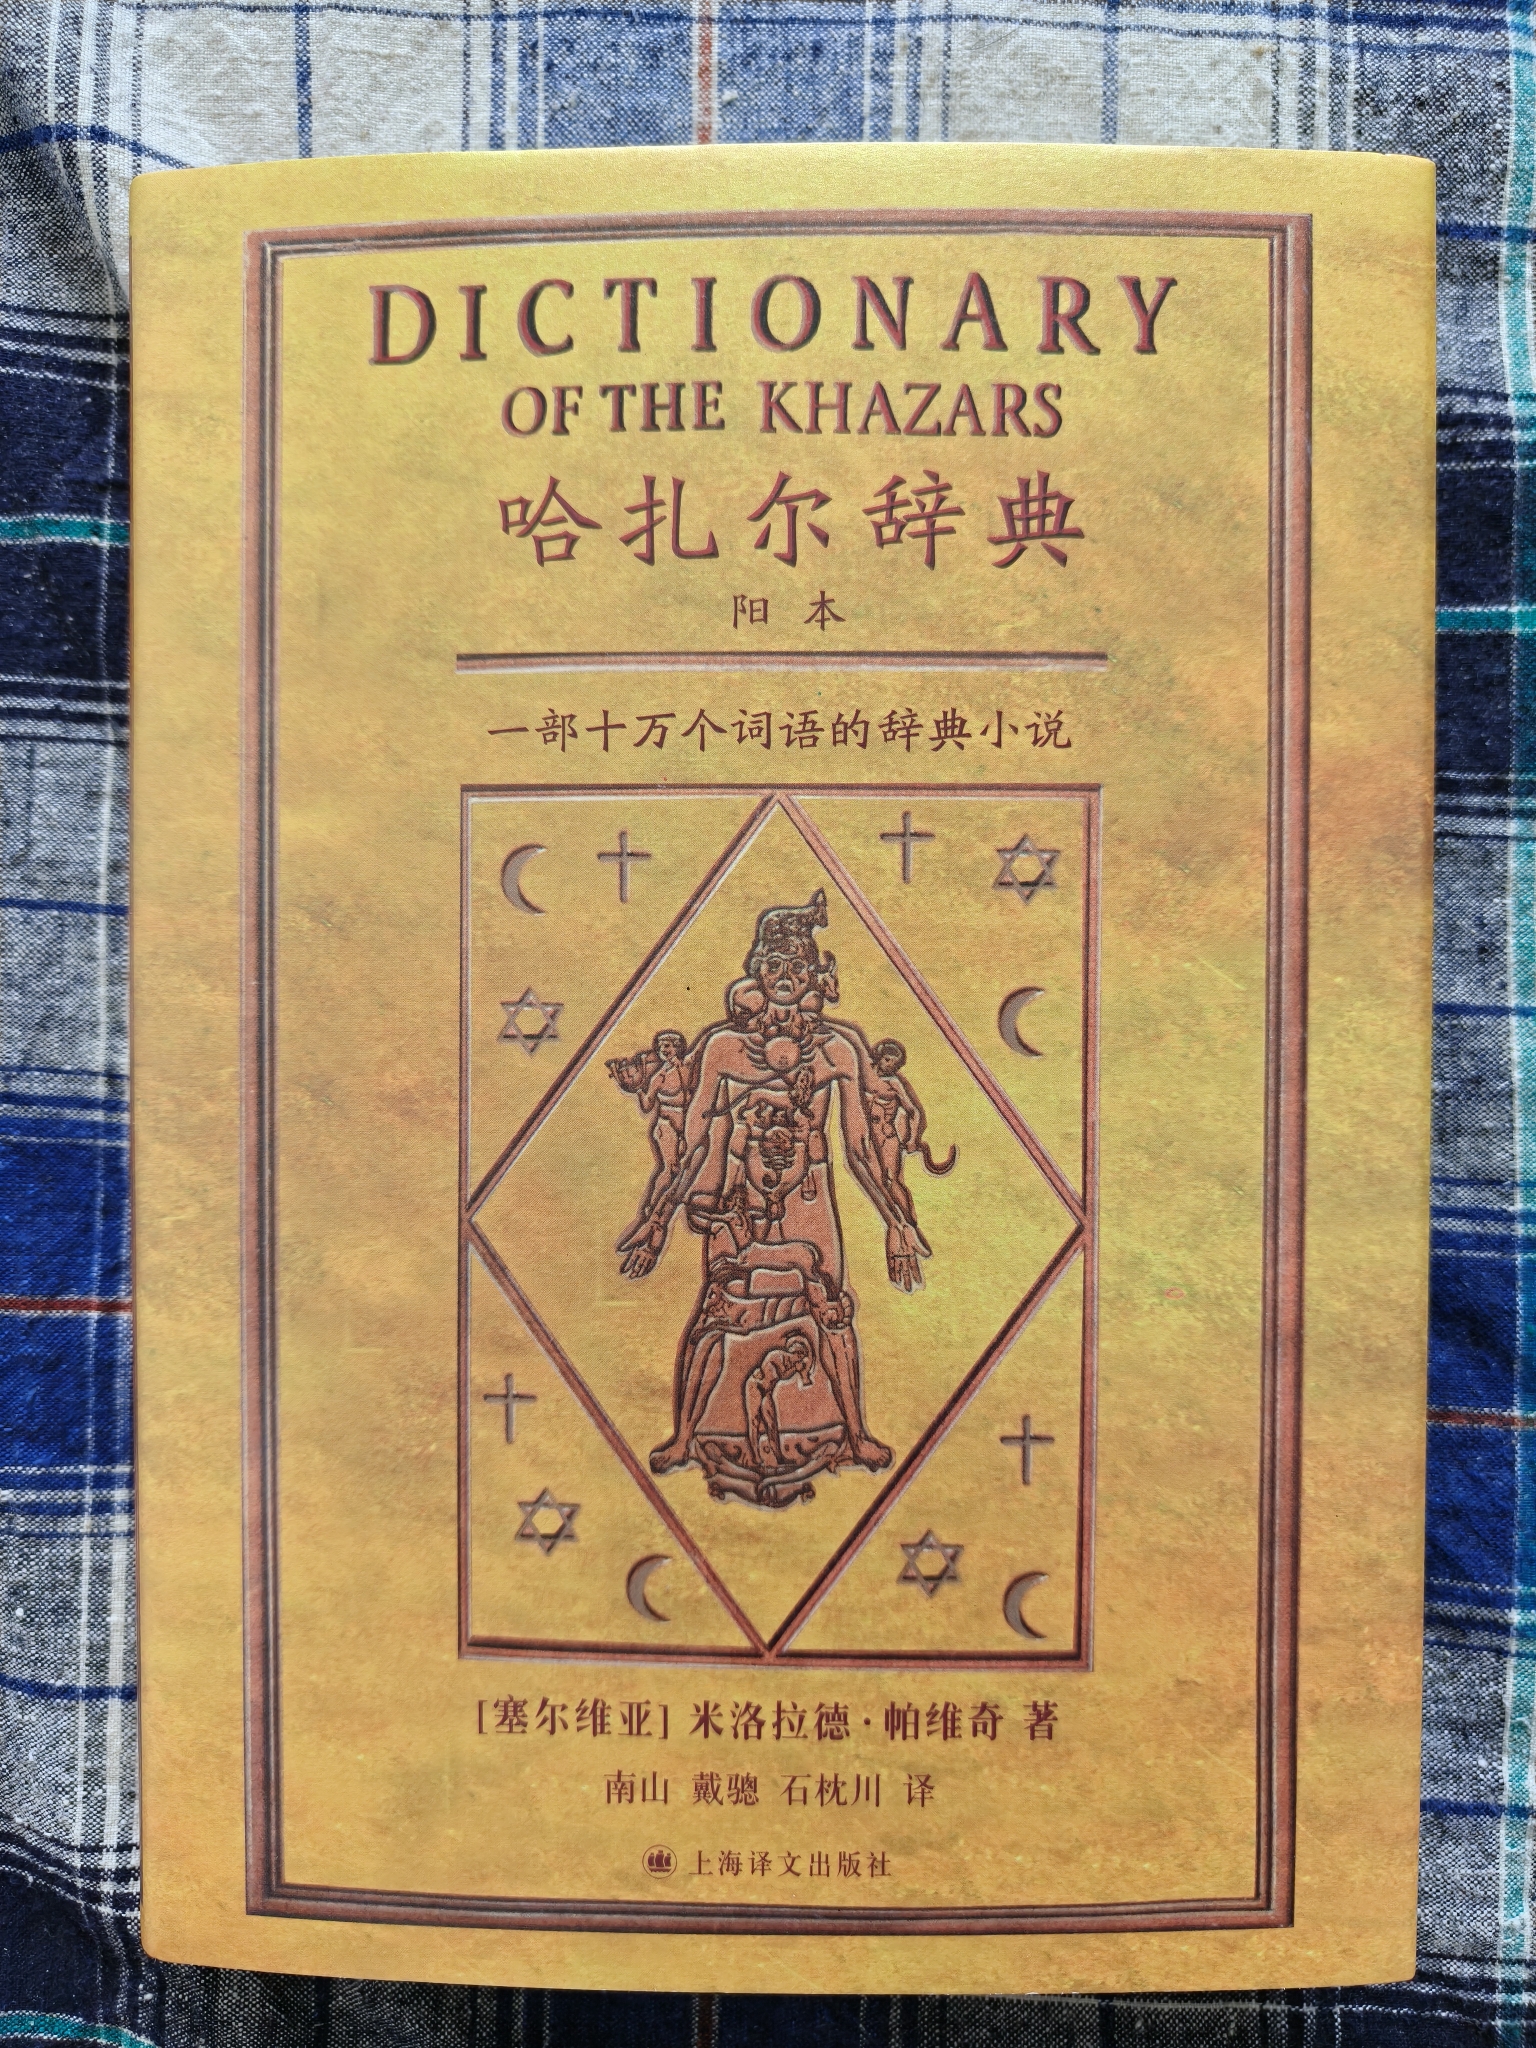 DICTIONARY
OF THE KHAZARS
哈扎尔辞典
阳本
一部十万个词语的辞典小说
[塞尔维亚] 米洛拉德·帕维奇 著
南山 戴骢 石枕川 译
上海译文出版社